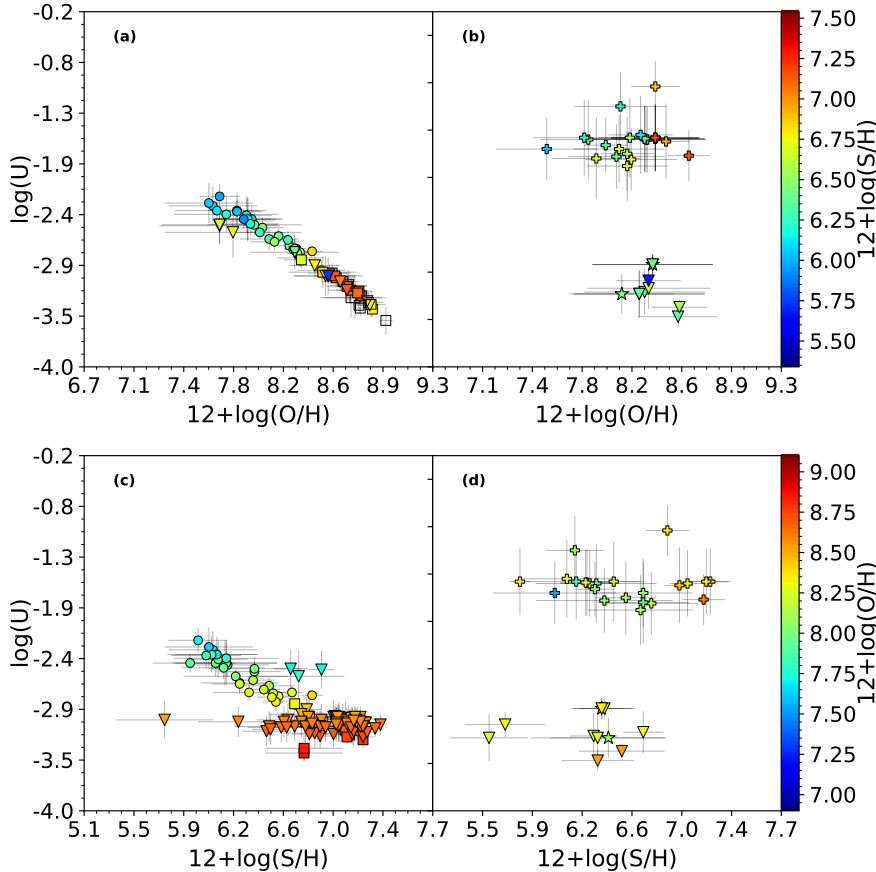 (a)
(b)
-0.2
-0.8
-1.3
-1.9
-2.4
-2.9
-3.5
-4.0
log(U)
6.7 7.1 7.4 7.8 8.2 8.6 8.9 9.3
7.1 7.4 7.8 8.2 8.6 8.9 9.3
12+log(O/H)
12+log(O/H)
7.50
7.25
7.00
6.75
6.50
6.25
6.00
5.75
5.50
12+log(S/H)
(c)
(d)
-0.2
-0.8
-1.3
-1.9
-2.4
-2.9
-3.5
-4.0
log(U)
5.1 5.5 5.9 6.2 6.6 7.0 7.4 7.7
5.5 5.9 6.2 6.6 7.0 7.4 7.7
12+log(S/H)
12+log(S/H)
9.00
8.75
8.50
8.25
8.00
7.75
7.50
7.25
7.00
12+log(O/H)